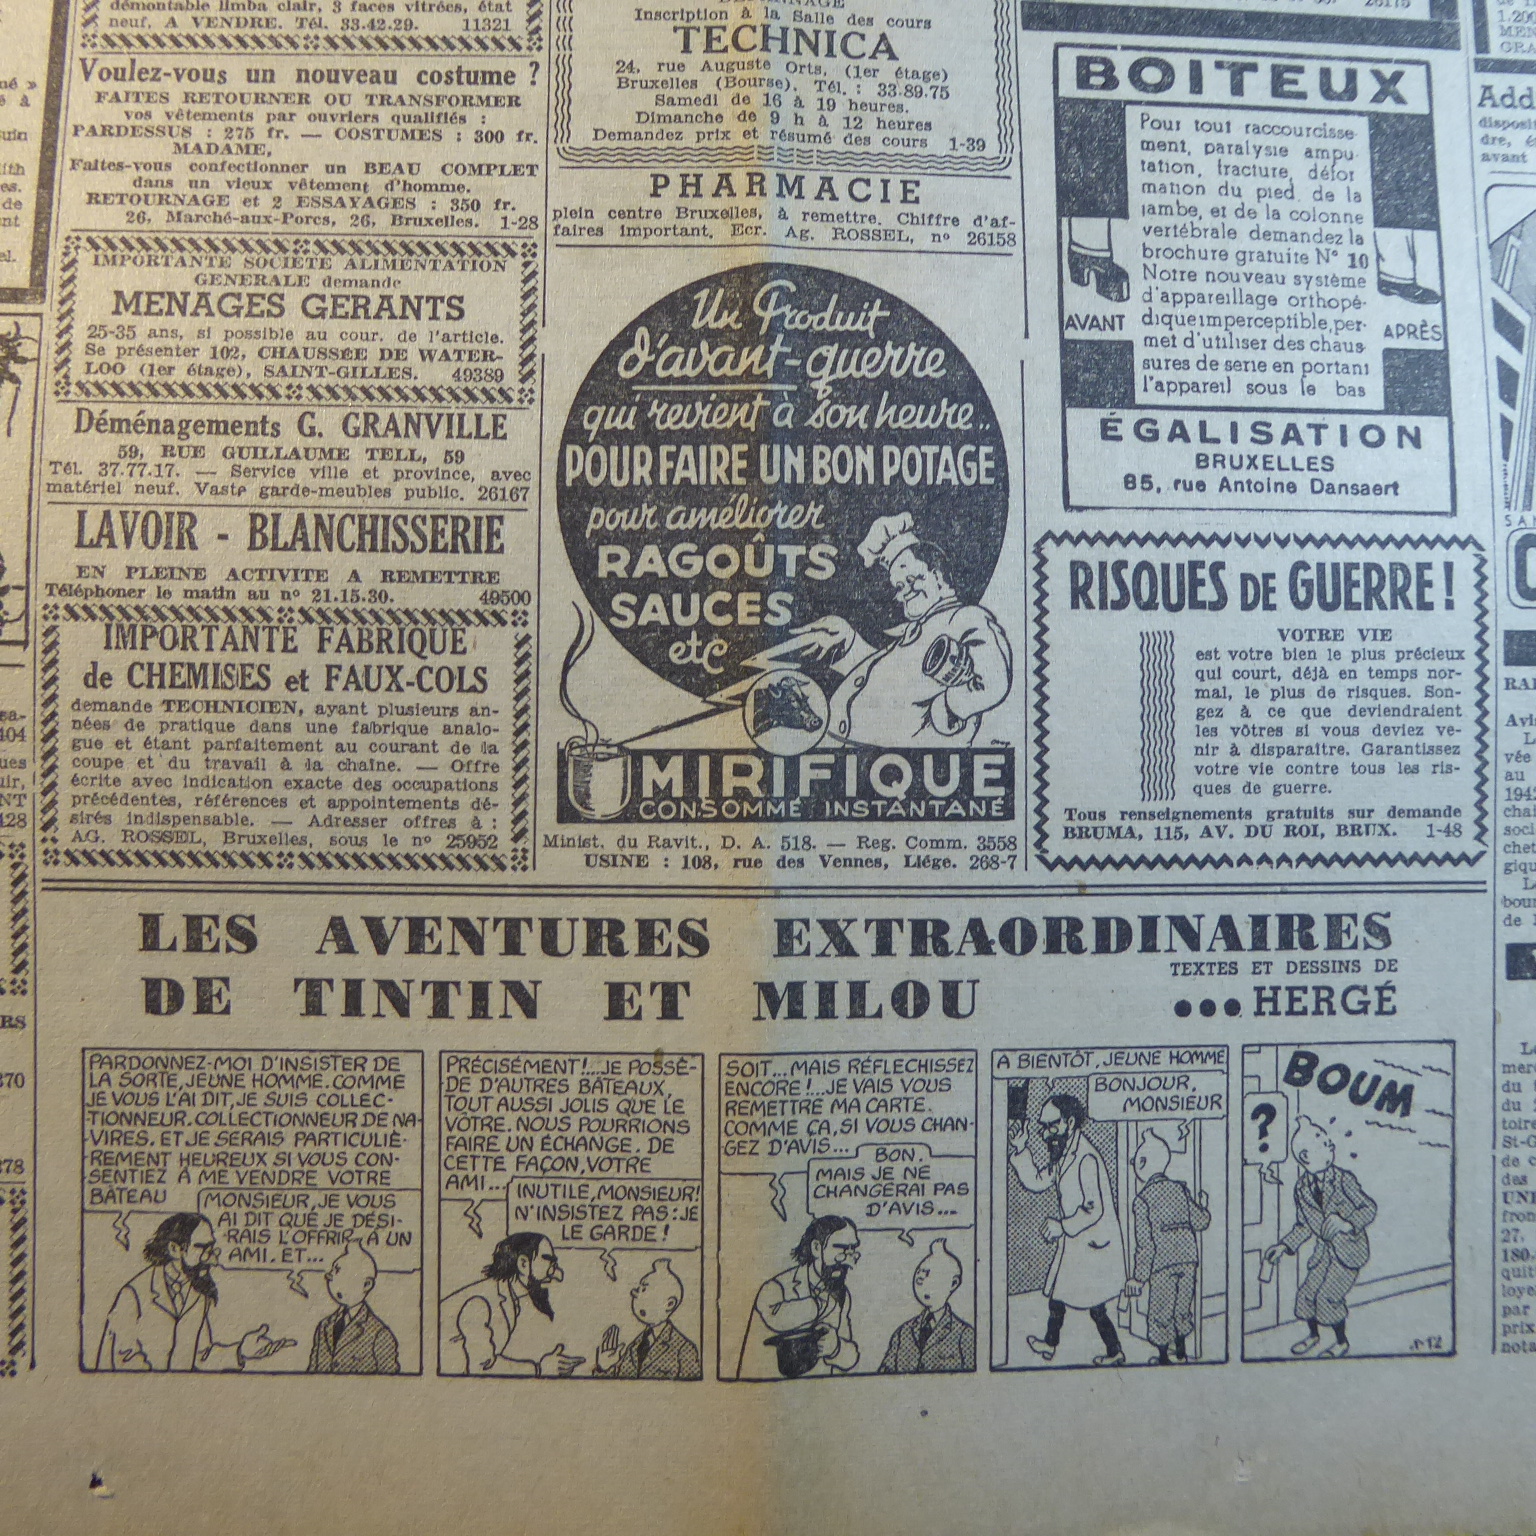 démontable limba clair, 3 faces vitrées, état
neuf. A VENDRE. Tél. 33.42.29. 11321
Voulez-vous un nouveau costume ?
FAITES RETOURNER OU TRANSFORMER
vos vêtements par ouvriers qualifiés :
PARDESSUS : 275 fr. — COSTUMES : 300 fr.
MADAME,
Faites-vous confectionner un BEAU COMPLET
dans un vieux vêtement d'homme.
RETOURNAGE et 2 ESSAYAGES : 350 fr.
26, Marché-aux-Porcs, 26, Bruxelles. 1-28
IMPORTANTE SOCIETE ALIMENTATION
GENERALE demande
MENAGES GERANTS
25-35 ans, si possible au cour. de l'article.
Se présenter 102, CHAUSSÉE DE WATER-
LOO (1er étage), SAINT-GILLES. 49389
Déménagements G. GRANVILLE
59, RUE GUILLAUME TELL, 59
Tél. 37.77.17. — Service ville et province, avec
matériel neuf. Vaste garde-meubles public. 26167
LAVOIR - BLANCHISSERIE
EN PLEINE ACTIVITE A REMETTRE
Téléphoner le matin au n° 21.15.30. 49500
IMPORTANTE FABRIQUE
de CHEMISES et FAUX-COLS
demande TECHNICIEN, ayant plusieurs an-
nées de pratique dans une fabrique analo-
gue et étant parfaitement au courant de la
coupe et du travail à la chaîne. — Offre
écrite avec indication exacte des occupations
précédentes, références et appointements dé-
sirés indispensable. — Adresser offres à :
AG. ROSSEL, Bruxelles, sous le n° 25952
Inscription à la Salle des cours
TECHNICA
24, rue Auguste Orts, (1er étage)
Bruxelles (Bourse). Tél. : 33.89.75
Samedi de 16 à 19 heures.
Dimanche de 9 h à 12 heures
Demandez prix et résumé des cours 1-39
PHARMACIE
plein centre Bruxelles, à remettre. Chiffre d'af-
faires important. Ecr. Ag. ROSSEL, n° 26158
Un Produit
d'avant-guerre
qui revient à son heure..
POUR FAIRE UN BON POTAGE
pour améliorer
RAGOÛTS
SAUCES
etc
MIRIFIQUE
CONSOMMÉ INSTANTANÉ
Minist. du Ravit., D. A. 518. — Reg. Comm. 3558
USINE : 108, rue des Vennes, Liége. 268-7
BOITEUX
Pour tout raccourcisse-
ment, paralysie ampu-
tation, fracture, défor
mation du pied de la
jambe, et de la colonne
vertébrale demandez la
brochure gratuite N° 10
Notre nouveau système
d'appareillage orthopé-
dique imperceptible, per-
met d'utiliser des chaus-
sures de serie en portant
l'appareil sous le bas
AVANT
APRÈS
ÉGALISATION
BRUXELLES
85, rue Antoine Dansaert
RISQUES DE GUERRE !
VOTRE VIE
est votre bien le plus précieux
qui court, déjà en temps nor-
mal, le plus de risques. Son-
gez à ce que deviendraient
les vôtres si vous deviez ve-
nir à disparaître. Garantissez
votre vie contre tous les ris-
ques de guerre.
Tous renseignements gratuits sur demande
BRUMA, 115, AV. DU ROI, BRUX. 1-48
LES AVENTURES EXTRAORDINAIRES
DE TINTIN ET MILOU
TEXTES ET DESSINS DE
... HERGÉ
PARDONNEZ-MOI D'INSISTER DE
LA SORTE, JEUNE HOMME. COMME
JE VOUS L'AI DIT, JE SUIS COLLEC-
TIONNEUR. COLLECTIONNEUR DE NA-
VIRES. ET JE SERAIS PARTICULIÈ-
REMENT HEUREUX SI VOUS CON-
SENTIEZ À ME VENDRE VOTRE
BATEAU
MONSIEUR, JE VOUS
AI DIT QUE JE DÉSI-
RAIS L'OFFRIR À UN
AMI. ET...
PRÉCISÉMENT!...JE POSSÈ-
DE D'AUTRES BATEAUX,
TOUT AUSSI JOLIS QUE LE
VÔTRE. NOUS POURRIONS
FAIRE UN ÉCHANGE. DE
CETTE FAÇON, VOTRE
AMI...
INUTILE, MONSIEUR!
N'INSISTEZ PAS: JE
LE GARDE!
SOIT... MAIS RÉFLECHISSEZ
ENCORE!...JE VAIS VOUS
REMETTRE MA CARTE.
COMME ÇA, SI VOUS CHAN-
GEZ D'AVIS...
BON.
MAIS JE NE
CHANGERAI PAS
D'AVIS...
A BIENTÔT, JEUNE HOMME
BONJOUR,
MONSIEUR
BOUM
?
P-12